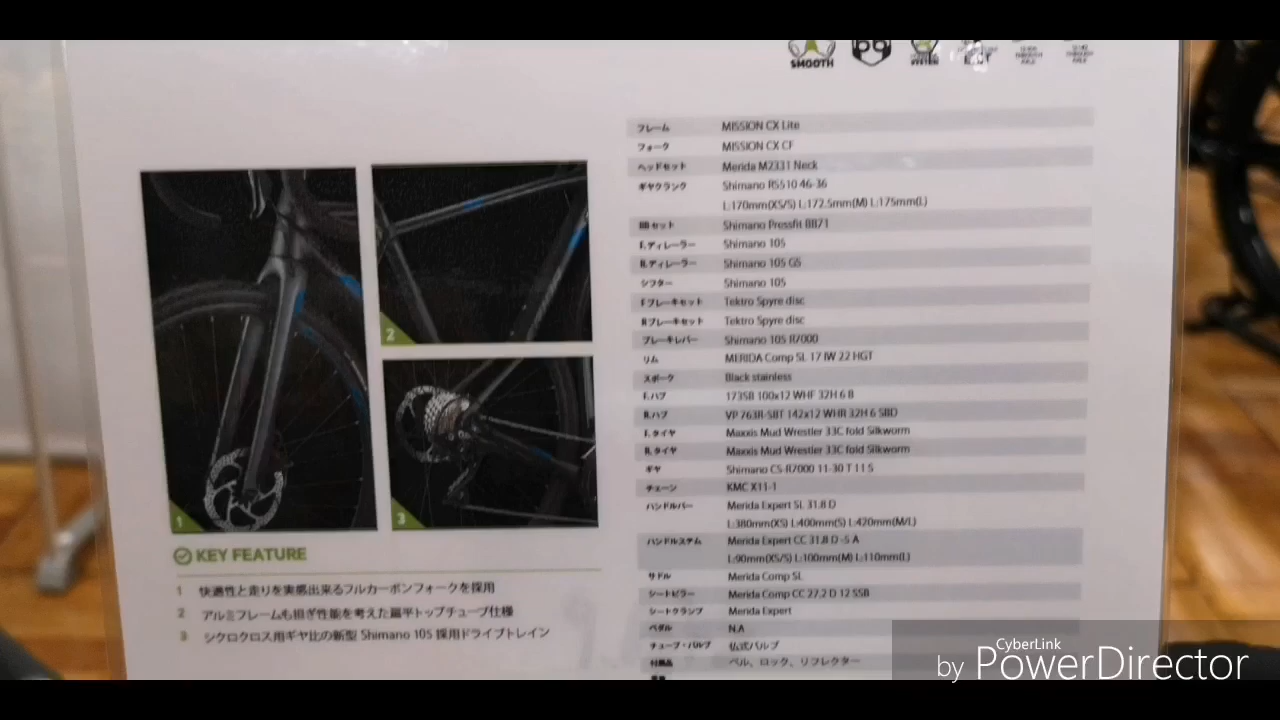 SMOOTH
SYSTEM
フレーム MISSION CX Lite
フォーク MISSION CX CF
ヘッドセット Merida M2331 Neck
ギヤクランク Shimano RS510 46-36
L:170mm(XS/S) L:172.5mm(M) L:175mm(L)
BBセット Shimano Pressfit BB71
F.ディレーラー Shimano 105
R.ディレーラー Shimano 105 GS
シフター Shimano 105
Fブレーキセット Tektro Spyre disc
Rブレーキセット Tektro Spyre disc
ブレーキレバー Shimano 105 R7000
リム MERIDA Comp SL 17 IW 22 HGT
スポーク Black stainless
F.ハブ 173SB 100x12 WHF 32H 6 B
R.ハブ VP 763R-SBT 142x12 WHR 32H 6 SBD
F.タイヤ Maxxis Mud Wrestler 33C fold Silkworm
R.タイヤ Maxxis Mud Wrestler 33C fold Silkworm
ギヤ Shimano CS-R7000 11-30 T 11 S
チェーン KMC X11-1
ハンドルバー Merida Expert SL 31.8 D
L:380mm(XS) L:400mm(S) L:420mm(M/L)
ハンドルステム Merida Expert CC 31.8 D -5 A
L:90mm(XS/S) L:100mm(M) L:110mm(L)
サドル Merida Comp SL
シートピラー Merida Comp CC 27.2 D 12 SSB
シートクランプ Merida Expert
ペダル N.A
チューブ・バルブ 仏式バルブ
付属品 ベル、ロック、リフレクター
1
2
3
KEY FEATURE
1 快適性と走りを実感出来るフルカーボンフォークを採用
2 アルミフレームも担ぎ性能を考えた扁平トップチューブ仕様
3 シクロクロス用ギヤ比の新型 Shimano 105 採用ドライブトレイン
CyberLink
by PowerDirector